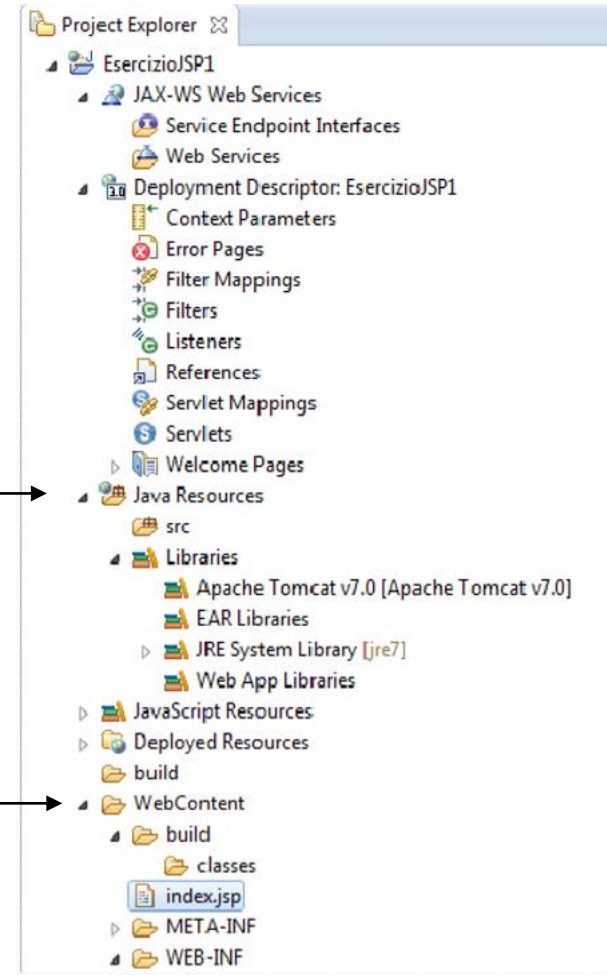 Project Explorer
EsercizioJSP1
JAX-WS Web Services
Service Endpoint Interfaces
Web Services
3.0 Deployment Descriptor: EsercizioJSP1
Context Parameters
Error Pages
Filter Mappings
Filters
Listeners
References
Servlet Mappings
Servlets
Welcome Pages
Java Resources
src
Libraries
Apache Tomcat v7.0 [Apache Tomcat v7.0]
EAR Libraries
JRE System Library [jre7]
Web App Libraries
JavaScript Resources
Deployed Resources
build
WebContent
build
classes
index.jsp
META-INF
WEB-INF